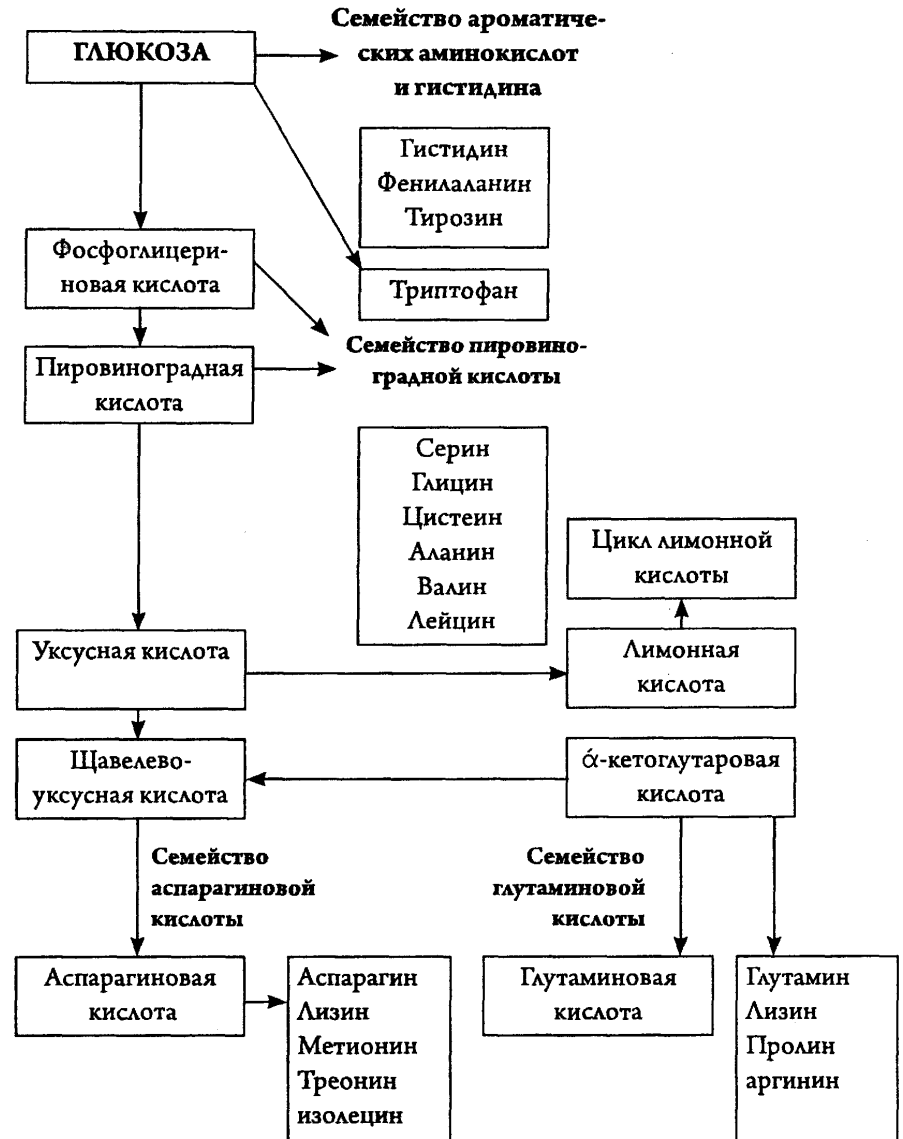 ГЛЮКОЗА
Семейство ароматиче-
ских аминокислот
и гистидина
Гистидин
Фенилаланин
Тирозин
Фосфоглицери-
новая кислота
Триптофан
Пировиноградная
кислота
Семейство пировино-
градной кислоты
Серин
Глицин
Цистеин
Аланин
Валин
Лейцин
Цикл лимонной
кислоты
Уксусная кислота
Лимонная
кислота
Щавелево-
уксусная кислота
ά-кетоглутаровая
кислота
Семейство
аспарагиновой
кислоты
Семейство
глутаминовой
кислоты
Аспарагиновая
кислота
Аспарагин
Лизин
Метионин
Треонин
изолецин
Глутаминовая
кислота
Глутамин
Лизин
Пролин
аргинин